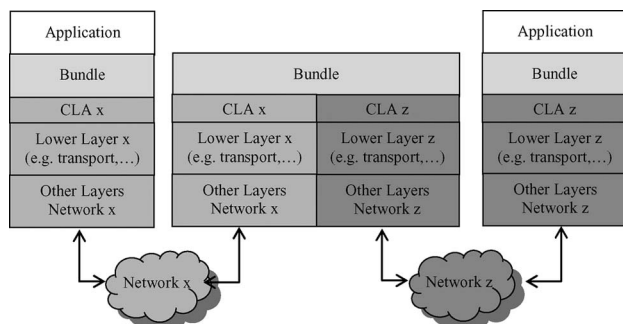 Application
Bundle
CLA x
Lower Layer x
(e.g. transport,…)
Other Layers
Network x
Bundle
CLA x
CLA z
Lower Layer x
(e.g. transport,…)
Lower Layer z
(e.g. transport,…)
Other Layers
Network x
Other Layers
Network z
Application
Bundle
CLA z
Lower Layer z
(e.g. transport,…)
Other Layers
Network z
Network x
Network z